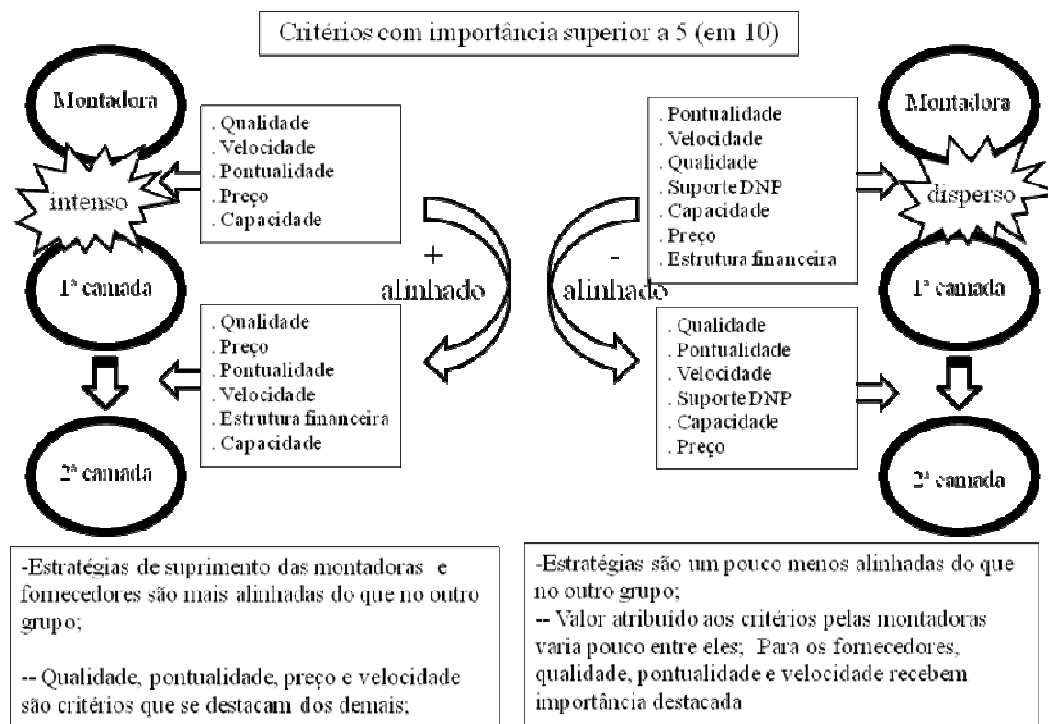 Critérios com importância superior a 5 (em 10)
Montadora
intenso
1ª camada
2ª camada
. Qualidade
. Velocidade
. Pontualidade
. Preço
. Capacidade
+
alinhado
. Qualidade
. Preço
. Pontualidade
. Velocidade
. Estrutura financeira
. Capacidade
-
alinhado
. Pontualidade
. Velocidade
. Qualidade
. Suporte DNP
. Capacidade
. Preço
. Estrutura financeira
. Qualidade
. Pontualidade
. Velocidade
. Suporte DNP
. Capacidade
. Preço
Montadora
disperso
1ª camada
2ª camada
-Estratégias de suprimento das montadoras e
fornecedores são mais alinhadas do que no outro
grupo;
-- Qualidade, pontualidade, preço e velocidade
são critérios que se destacam dos demais;
-Estratégias são um pouco menos alinhadas do que
no outro grupo;
-- Valor atribuído aos critérios pelas montadoras
varia pouco entre eles; Para os fornecedores,
qualidade, pontualidade e velocidade recebem
importância destacada